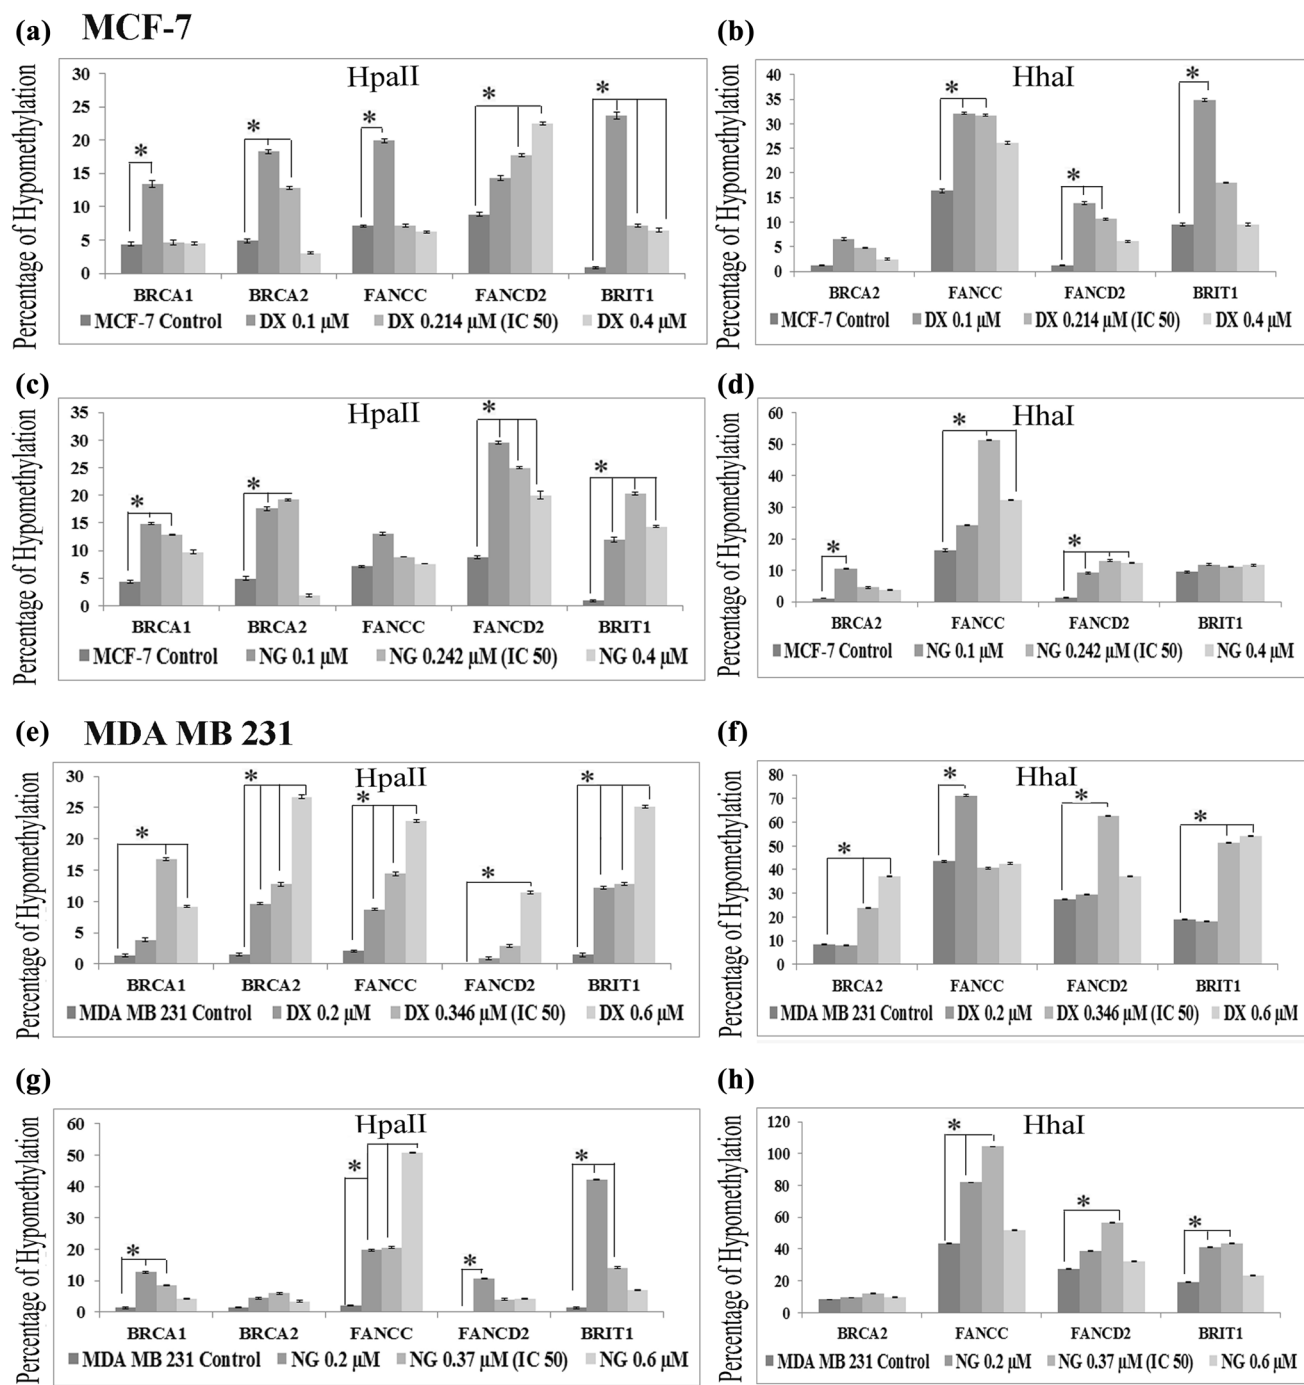 (a) MCF-7
HpaII
Percentage of Hypomethylation
30
25
20
15
10
5
0
* * * * *
BRCA1 BRCA2 FANCC FANCD2 BRIT1
MCF-7 Control DX 0.1 µM DX 0.214 µM (IC 50) DX 0.4 µM
(b)
HhaI
Percentage of Hypomethylation
40
35
30
25
20
15
10
5
0
* * *
BRCA2 FANCC FANCD2 BRIT1
MCF-7 Control DX 0.1 µM DX 0.214 µM (IC 50) DX 0.4 µM
(c)
HpaII
Percentage of Hypomethylation
35
30
25
20
15
10
5
0
* * * *
BRCA1 BRCA2 FANCC FANCD2 BRIT1
MCF-7 Control NG 0.1 µM NG 0.242 µM (IC 50) NG 0.4 µM
(d)
HhaI
Percentage of Hypomethylation
60
50
40
30
20
10
0
* * *
BRCA2 FANCC FANCD2 BRIT1
MCF-7 Control NG 0.1 µM NG 0.242 µM (IC 50) NG 0.4 µM
(e) MDA MB 231
HpaII
Percentage of Hypomethylation
30
25
20
15
10
5
0
* * * * *
BRCA1 BRCA2 FANCC FANCD2 BRIT1
MDA MB 231 Control DX 0.2 µM DX 0.346 µM (IC 50) DX 0.6 µM
(f)
HhaI
Percentage of Hypomethylation
80
70
60
50
40
30
20
10
0
* * * *
BRCA2 FANCC FANCD2 BRIT1
MDA MB 231 Control DX 0.2 µM DX 0.346 µM (IC 50) DX 0.6 µM
(g)
HpaII
Percentage of Hypomethylation
60
50
40
30
20
10
0
* * * *
BRCA1 BRCA2 FANCC FANCD2 BRIT1
MDA MB 231 Control NG 0.2 µM NG 0.37 µM (IC 50) NG 0.6 µM
(h)
HhaI
Percentage of Hypomethylation
120
100
80
60
40
20
0
* * *
BRCA2 FANCC FANCD2 BRIT1
MDA MB 231 Control NG 0.2 µM NG 0.37 µM (IC 50) NG 0.6 µM